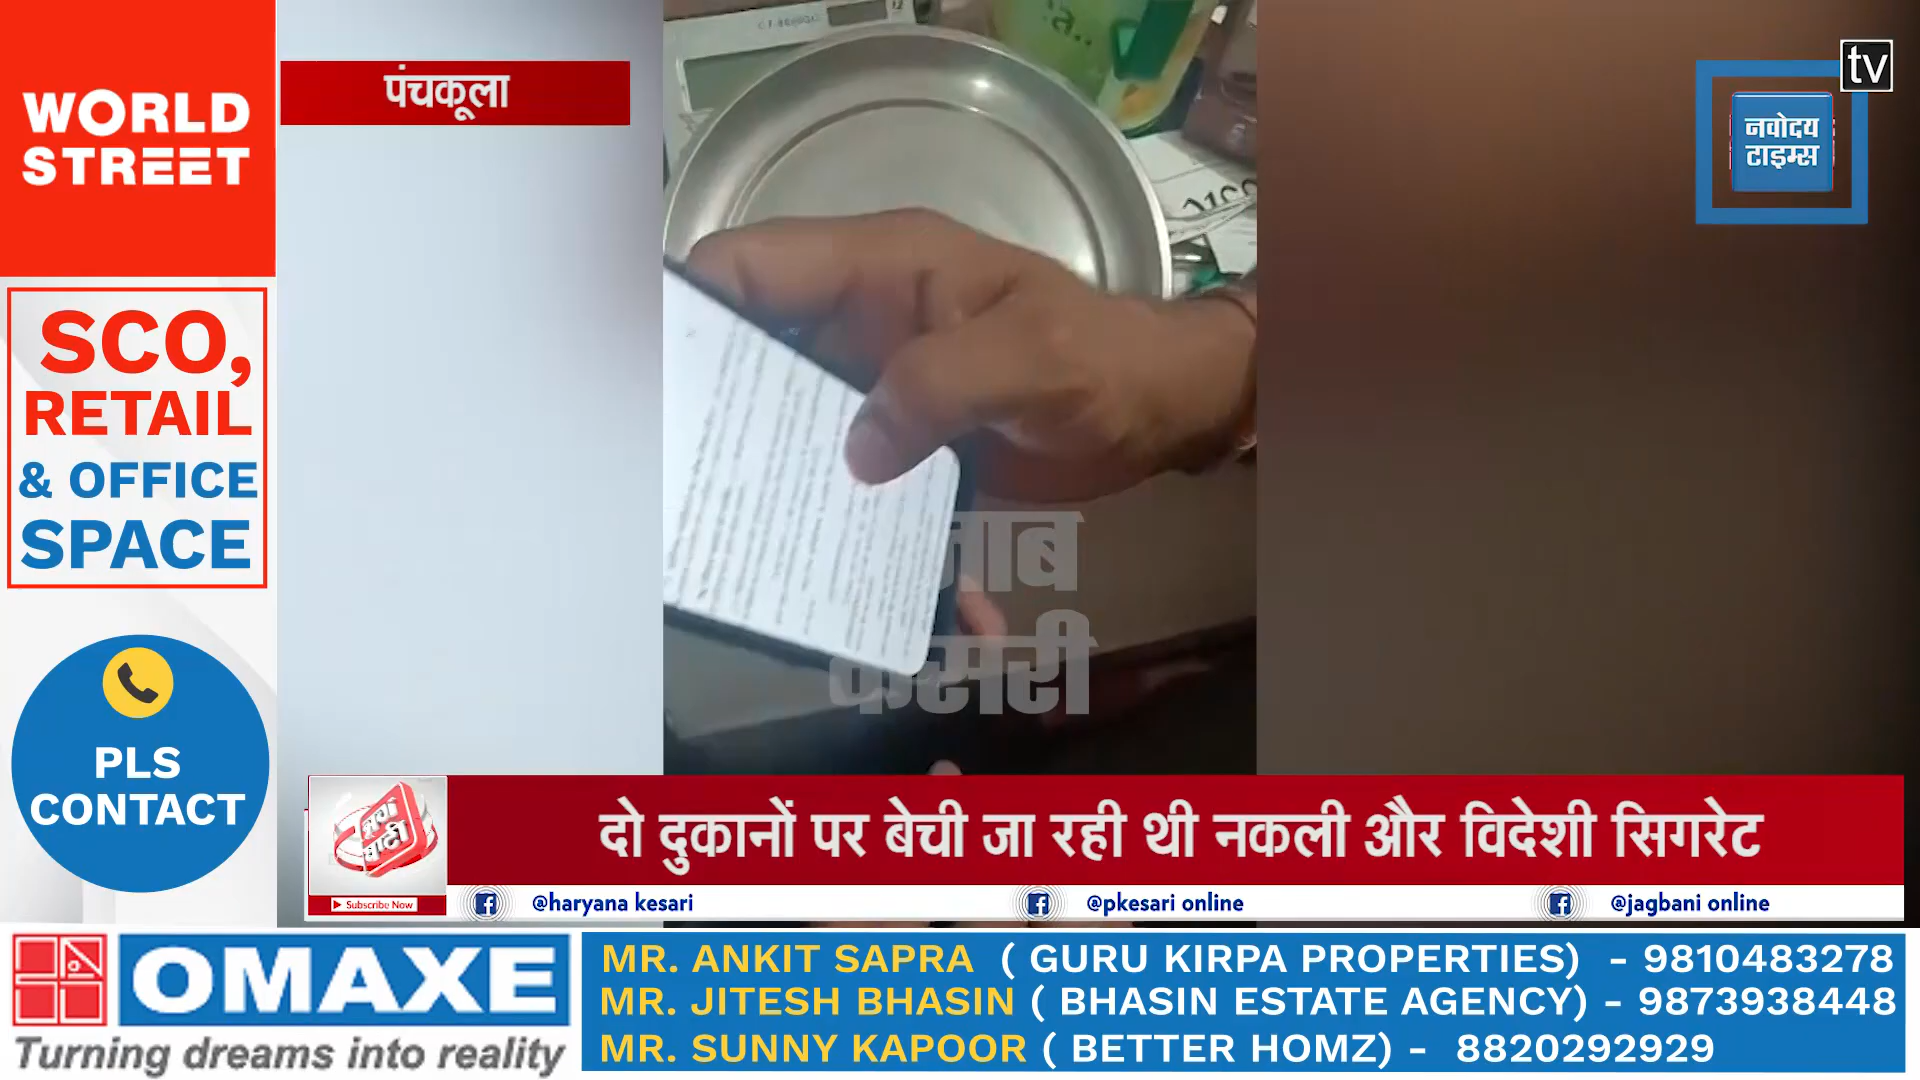 WORLD
STREET
SCO,
RETAIL
& OFFICE
SPACE
PLS
CONTACT
पंचकूला
tv
नवोदय
टाइम्स
केसरी
दो दुकानों पर बेची जा रही थी नकली और विदेशी सिगरेट
Subscribe Now
@haryana kesari
@pkesari online
@jagbani online
OMAXE
Turning dreams into reality
MR. ANKIT SAPRA ( GURU KIRPA PROPERTIES) - 9810483278
MR. JITESH BHASIN ( BHASIN ESTATE AGENCY) - 9873938448
MR. SUNNY KAPOOR ( BETTER HOMZ) - 8820292929